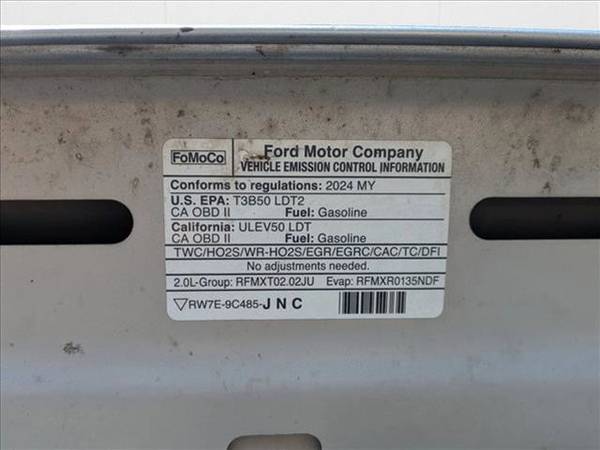 FoMoCo
Ford Motor Company
VEHICLE EMISSION CONTROL INFORMATION
Conforms to regulations: 2024 MY
U.S. EPA: T3B50 LDT2
CA OBD II Fuel: Gasoline
California: ULEV50 LDT
CA OBD II Fuel: Gasoline
TWC/HO2S/WR-HO2S/EGR/EGRC/CAC/TC/DFI
No adjustments needed.
2.0L-Group: RFMXT02.02JU Evap: RFMXR0135NDF
RW7E-9C485-JNC